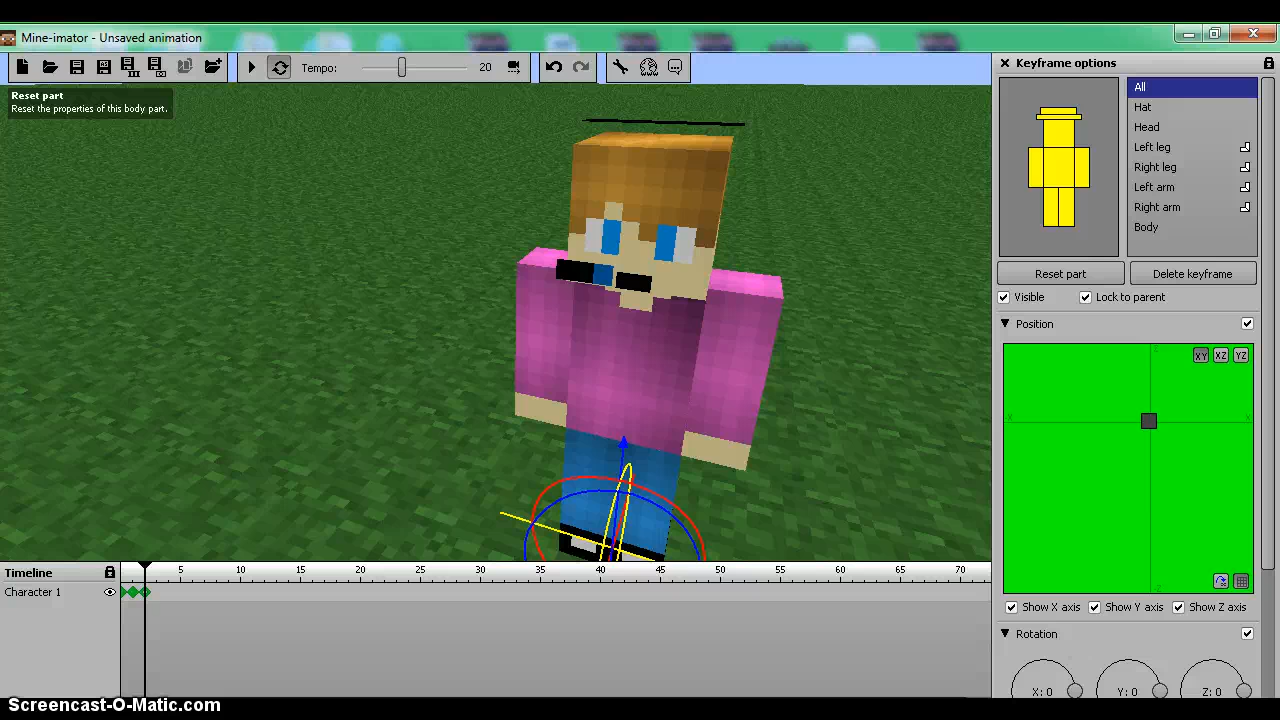 Mine-imator - Unsaved animation
Tempo: 20
Reset part
Reset the properties of this body part.
Keyframe options
All
Hat
Head
Left leg
Right leg
Left arm
Right arm
Body
Reset part Delete keyframe
Visible Lock to parent
Position
XY XZ YZ
X
Show X axis Show Y axis Show Z axis
Rotation
X: 0 Y: 0 Z: 0
Timeline 5 10 15 20 25 30 35 40 45 50 55 60 65 70
Character 1
Screencast-O-Matic.com